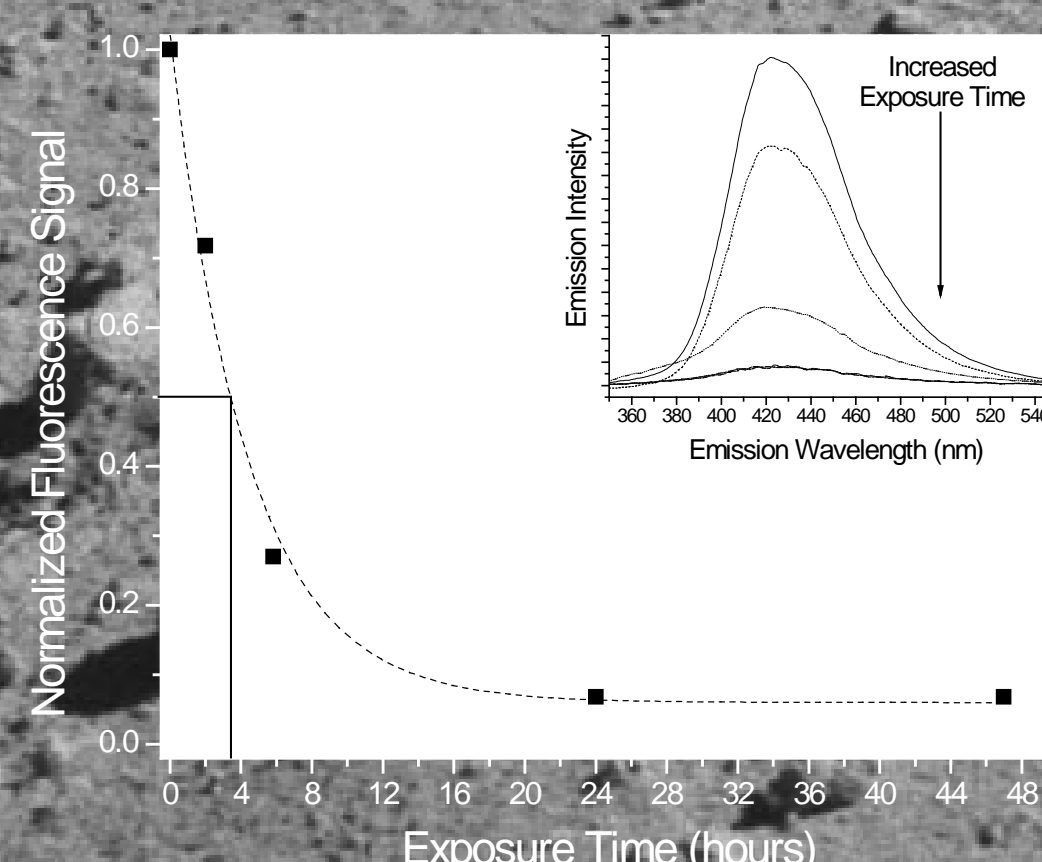 Normalized Fluorescence Signal
1.0
0.8
0.6
0.4
0.2
0.0
0 4 8 12 16 20 24 28 32 36 40 44 48
Exposure Time (hours)
Increased
Exposure Time
Emission Intensity
360 380 400 420 440 460 480 500 520 540
Emission Wavelength (nm)